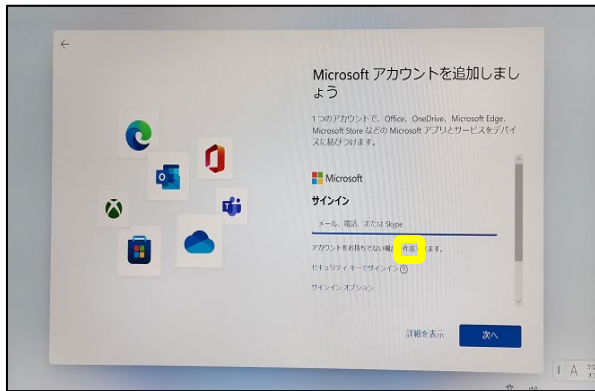 Microsoft アカウントを追加しまし
ょう
1 つのアカウントで、Office、OneDrive、Microsoft Edge、
Microsoft Store などの Microsoft アプリとサービスをデバイ
スに結びつけます。
Microsoft
サインイン
メール、電話、または Skype
アカウントをお持ちでない場合、作成できます。
セキュリティ キーでサインイン
サインイン オプション
詳細を表示
次へ
A